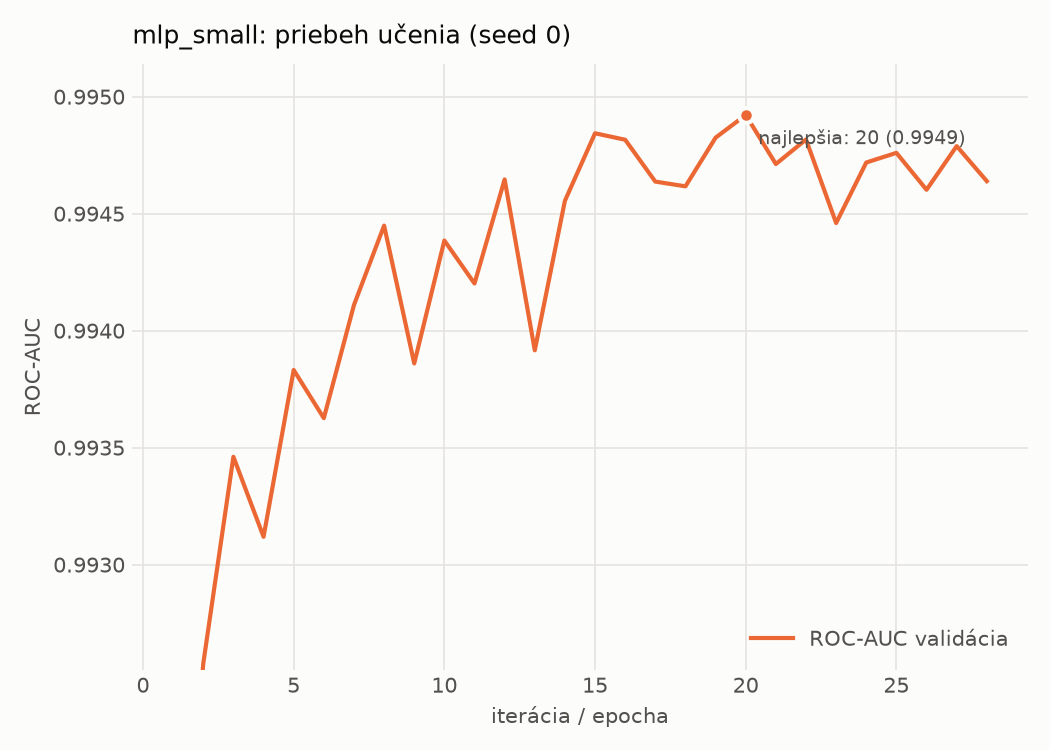 mlp_small: priebeh učenia (seed 0)
0.9950
0.9945
0.9940
0.9935
0.9930
ROC-AUC
najlepšia: 20 (0.9949)
ROC-AUC validácia
0 5 10 15 20 25
iterácia / epocha